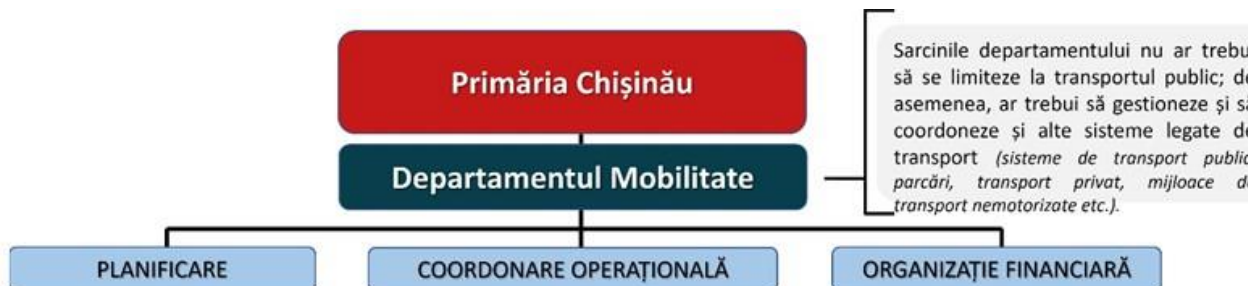 Primăria Chișinău
Departamentul Mobilitate
Sarcinile departamentului nu ar trebu
să se limiteze la transportul public; de
asemenea, ar trebui să gestioneze și să
coordoneze și alte sisteme legate de
transport (sisteme de transport public
parcări, transport privat, mijloace de
transport nemotorizate etc.).
PLANIFICARE
COORDONARE OPERAȚIONALĂ
ORGANIZAȚIE FINANCIARĂ